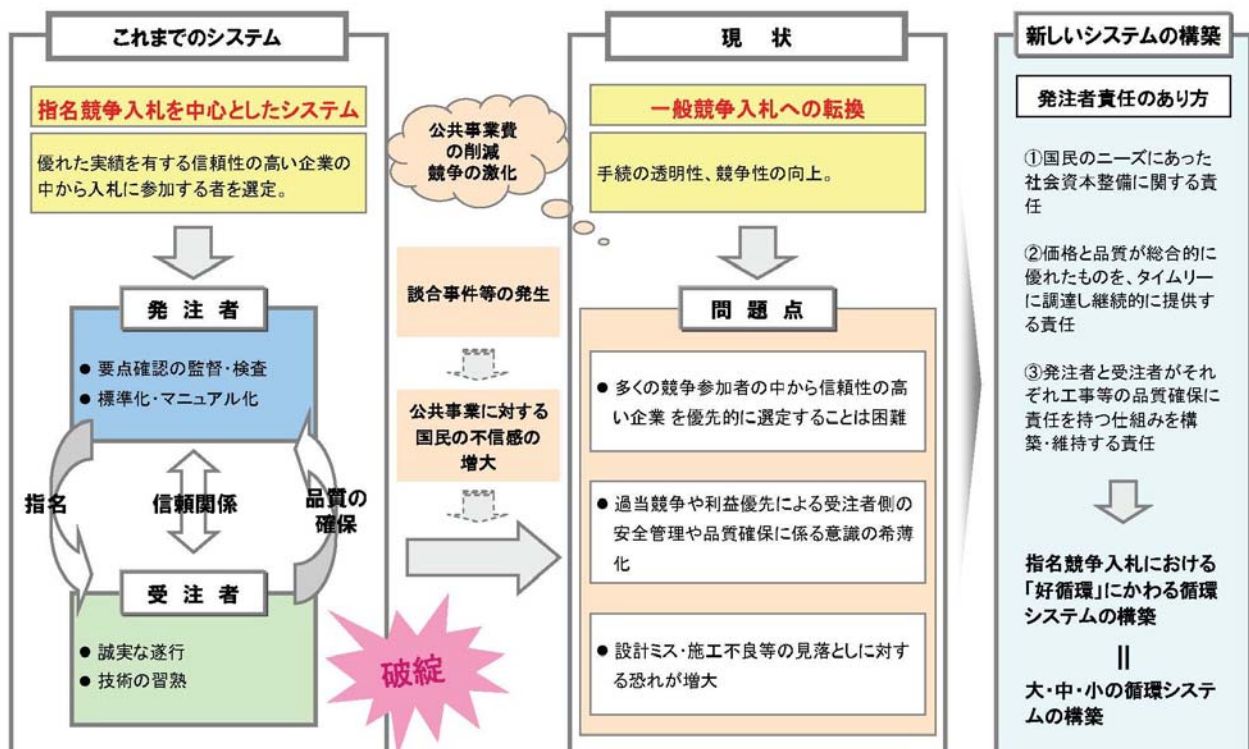 これまでのシステム
指名競争入札を中心としたシステム
優れた実績を有する信頼性の高い企業の
中から入札に参加する者を選定。
発注者
● 要点確認の監督・検査
● 標準化・マニュアル化
指名
信頼関係
品質の
確保
受注者
● 誠実な遂行
● 技術の習熟
破綻
公共事業費
の削減
競争の激化
談合事件等の発生
公共事業に対する
国民の不信感の
増大
現状
一般競争入札への転換
手続の透明性、競争性の向上。
問題点
● 多くの競争参加者の中から信頼性の高
い企業 を優先的に選定することは困難
● 過当競争や利益優先による受注者側の
安全管理や品質確保に係る意識の希薄
化
● 設計ミス・施工不良等の見落としに対す
る恐れが増大
新しいシステムの構築
発注者責任のあり方
①国民のニーズにあった
社会資本整備に関する責
任
②価格と品質が総合的に
優れたものを、タイムリー
に調達し継続的に提供す
る責任
③発注者と受注者がそれ
ぞれ工事等の品質確保に
責任を持つ仕組みを構
築・維持する責任
指名競争入札における
「好循環」にかわる循環
システムの構築
||
大・中・小の循環システ
ムの構築